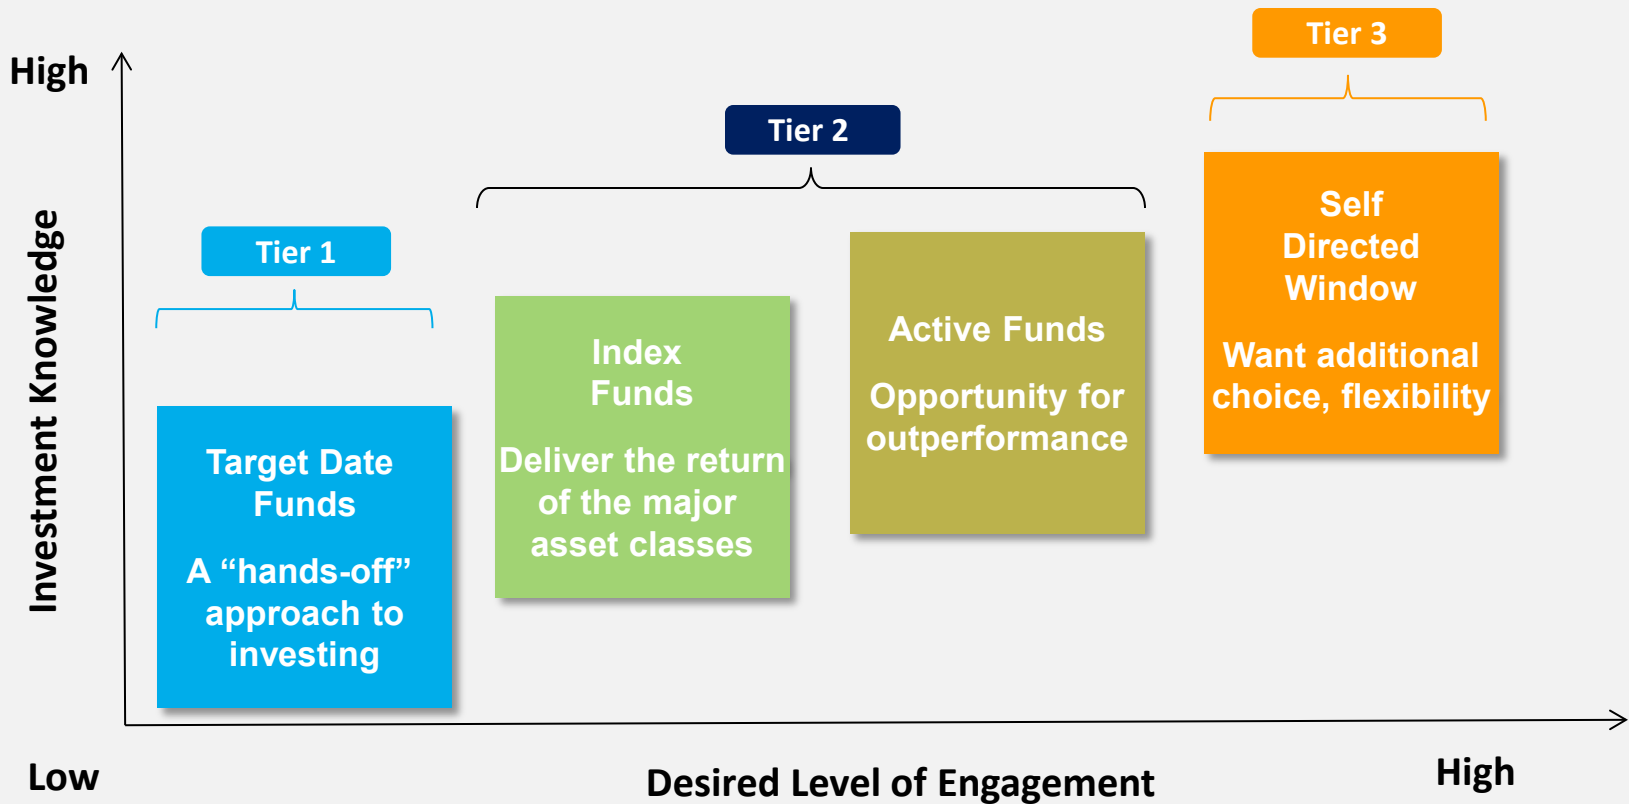 High
Investment Knowledge
Tier 1
Target Date
Funds
A “hands-off”
approach to
investing
Tier 2
Index
Funds
Deliver the return
of the major
asset classes
Active Funds
Opportunity for
outperformance
Tier 3
Self
Directed
Window
Want additional
choice, flexibility
Low
Desired Level of Engagement
High